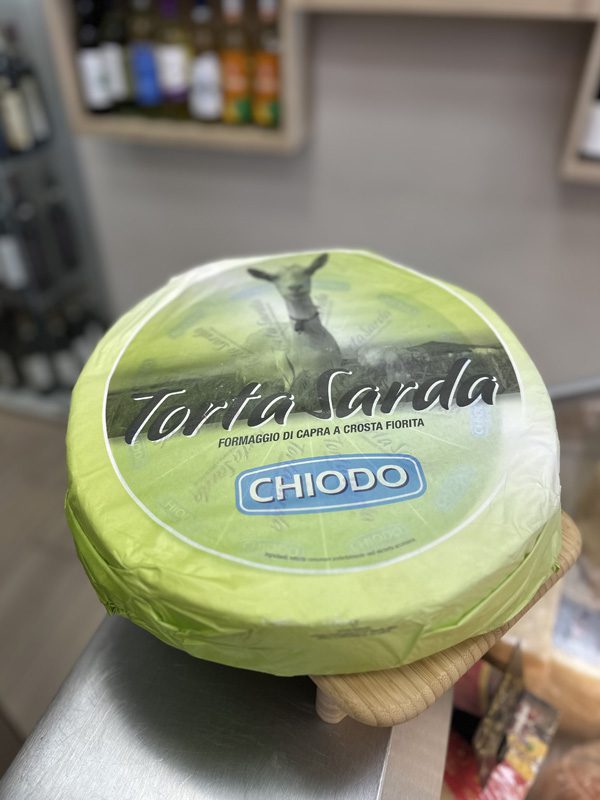 Torta Sarda
FORMAGGIO DI CAPRA A CROSTA FIORITA
CHIODO